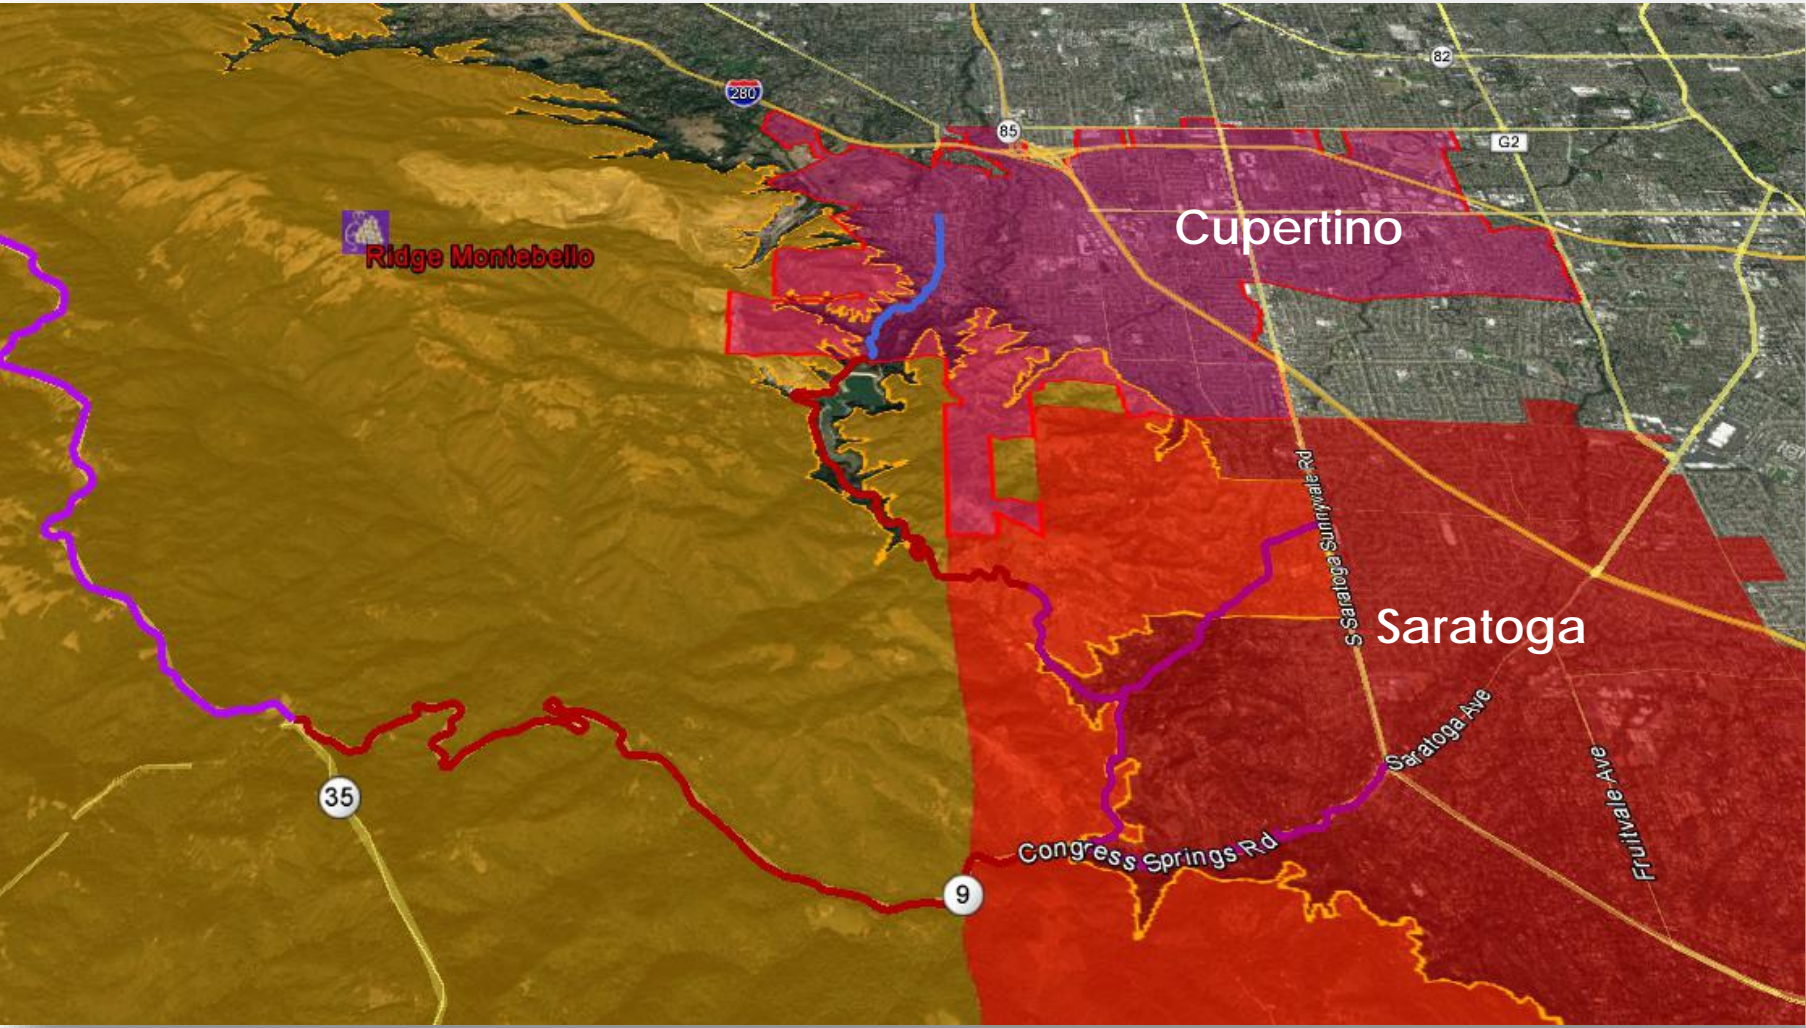 82
280
85
G2
Cupertino
Ridge Montebello
S Saratoga Sunnyvale Rd
Saratoga
Saratoga Ave
Fruitvale Ave
35
Congress Springs Rd
9